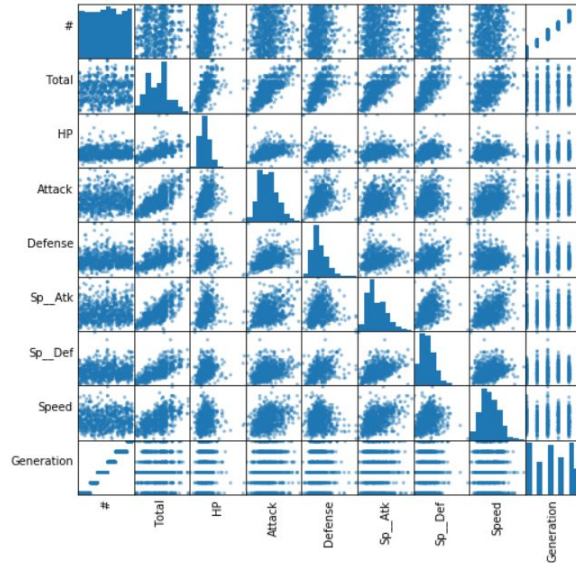 #
Total
HP
Attack
Defense
Sp__Atk
Sp__Def
Speed
Generation
#
Total
HP
Attack
Defense
Sp__Atk
Sp__Def
Speed
Generation